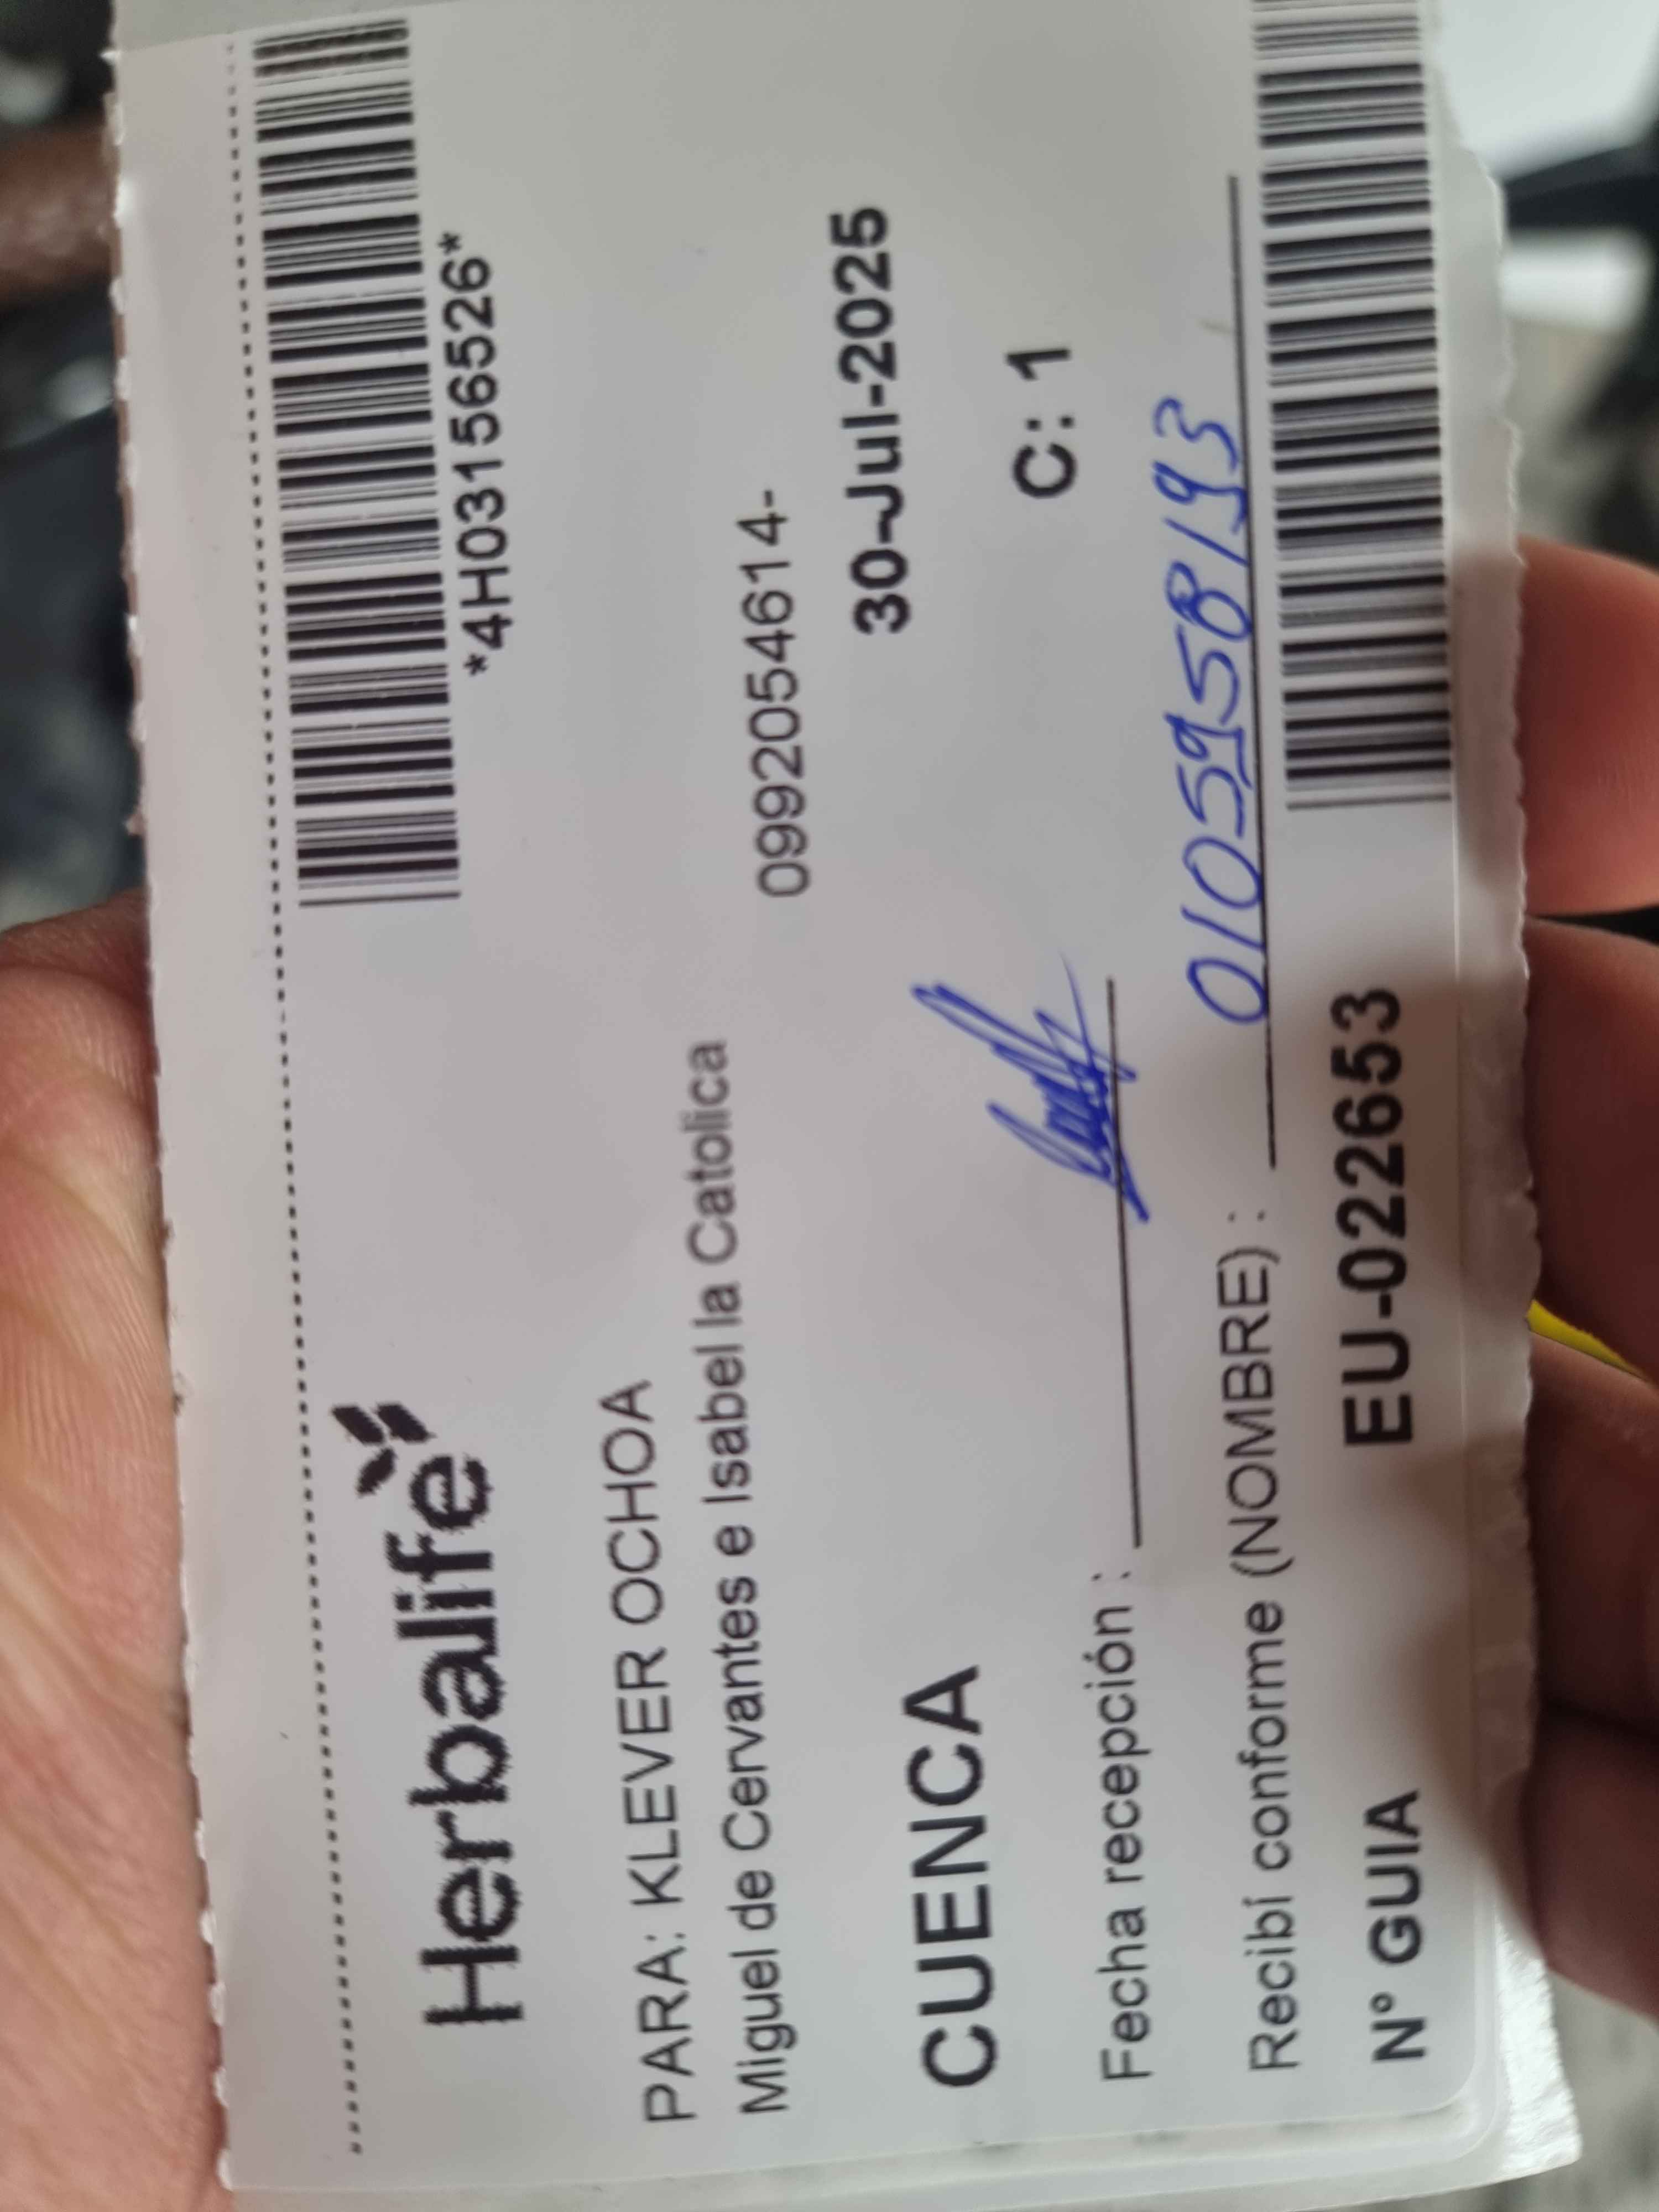 Herbalife
*4H03156526*
PARA: KLEVER OCHOA
Miguel de Cervantes e Isabel la Catolica
0992054614-
CUENCA
30-Jul-2025
C: 1
Fecha recepción :
Recibí conforme (NOMBRE) : 0105958193
N° GUIA EU-022653